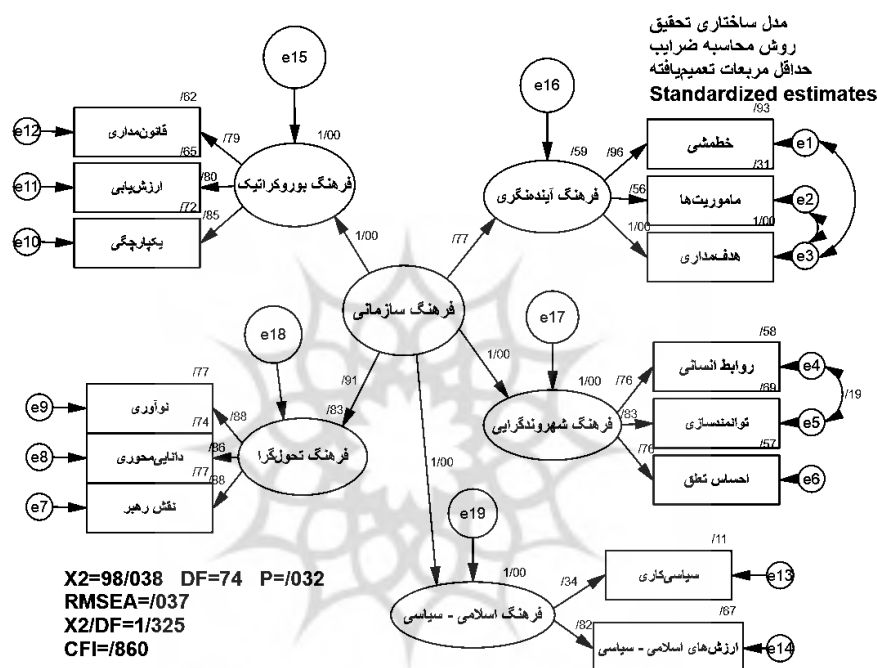 مدل ساختاری تحقیق
روش محاسبه ضرایب
حداقل مربعات تعمیم‌یافته
Standardized estimates
e15
e16
/62
e12
قانون‌مداری
/79
/65
e11
ارزش‌یابی
/80
/72
e10
یکپارچگی
/85
1/00
فرهنگ بوروکراتیک
/59
فرهنگ آینده‌نگری
/93
/96
خط‌مشی
e1
/31
/56
ماموریت‌ها
e2
1/00
1/00
هدف‌مداری
e3
1/00
/77
فرهنگ سازمانی
e18
e17
/91
1/00
1/00
/77
e9
نوآوری
/88
/74
e8
دانایی‌محوری
/86
/77
e7
نقش رهبر
/88
/83
فرهنگ تحول‌گرا
1/00
فرهنگ شهروندگرایی
/58
/76
روابط انسانی
e4
/69
/83
توانمندسازی
e5
/19
/57
/76
احساس تعلق
e6
e19
1/00
فرهنگ اسلامی - سیاسی
/11
/34
سیاسی‌کاری
e13
/67
/82
ارزش‌های اسلامی - سیاسی
e14
X2=98/038 DF=74 P=/032
RMSEA=/037
X2/DF=1/325
CFI=/860